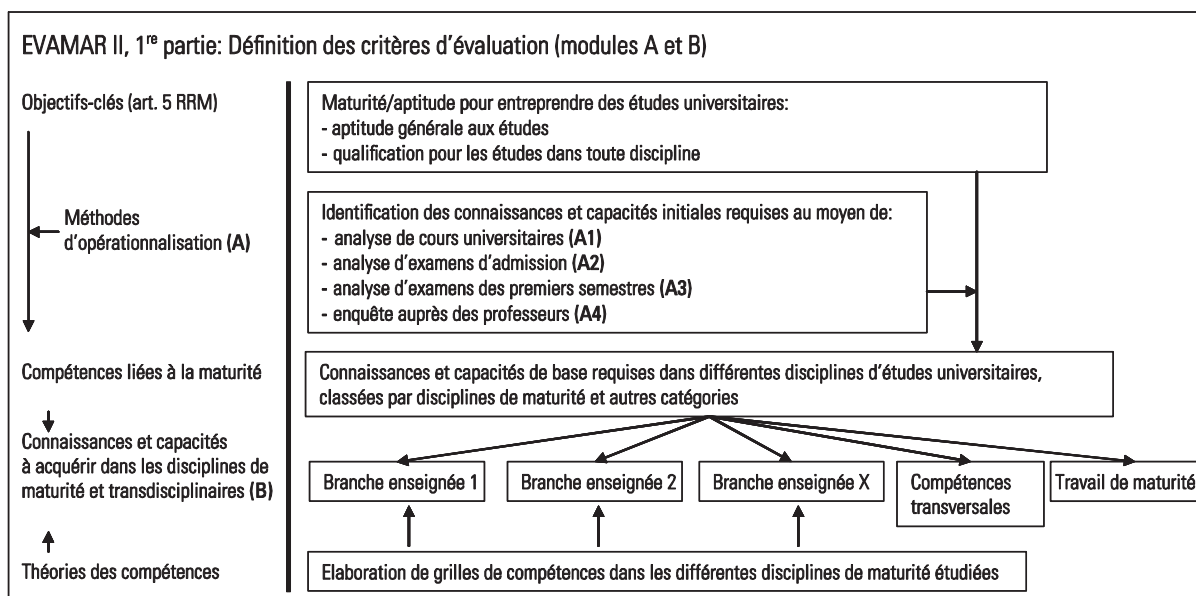 EVAMAR II, 1re partie: Définition des critères d'évaluation (modules A et B)
Objectifs-clés (art. 5 RRM)
Méthodes
d'opérationnalisation (A)
Compétences liées à la maturité
Connaissances et capacités
à acquérir dans les disciplines de
maturité et transdisciplinaires (B)
Théories des compétences
Maturité/aptitude pour entreprendre des études universitaires:
- aptitude générale aux études
- qualification pour les études dans toute discipline
Identification des connaissances et capacités initiales requises au moyen de:
- analyse de cours universitaires (A1)
- analyse d'examens d'admission (A2)
- analyse d'examens des premiers semestres (A3)
- enquête auprès des professeurs (A4)
Connaissances et capacités de base requises dans différentes disciplines d'études universitaires,
classées par disciplines de maturité et autres catégories
Branche enseignée 1
Branche enseignée 2
Branche enseignée X
Compétences
transversales
Travail de maturité
Elaboration de grilles de compétences dans les différentes disciplines de maturité étudiées